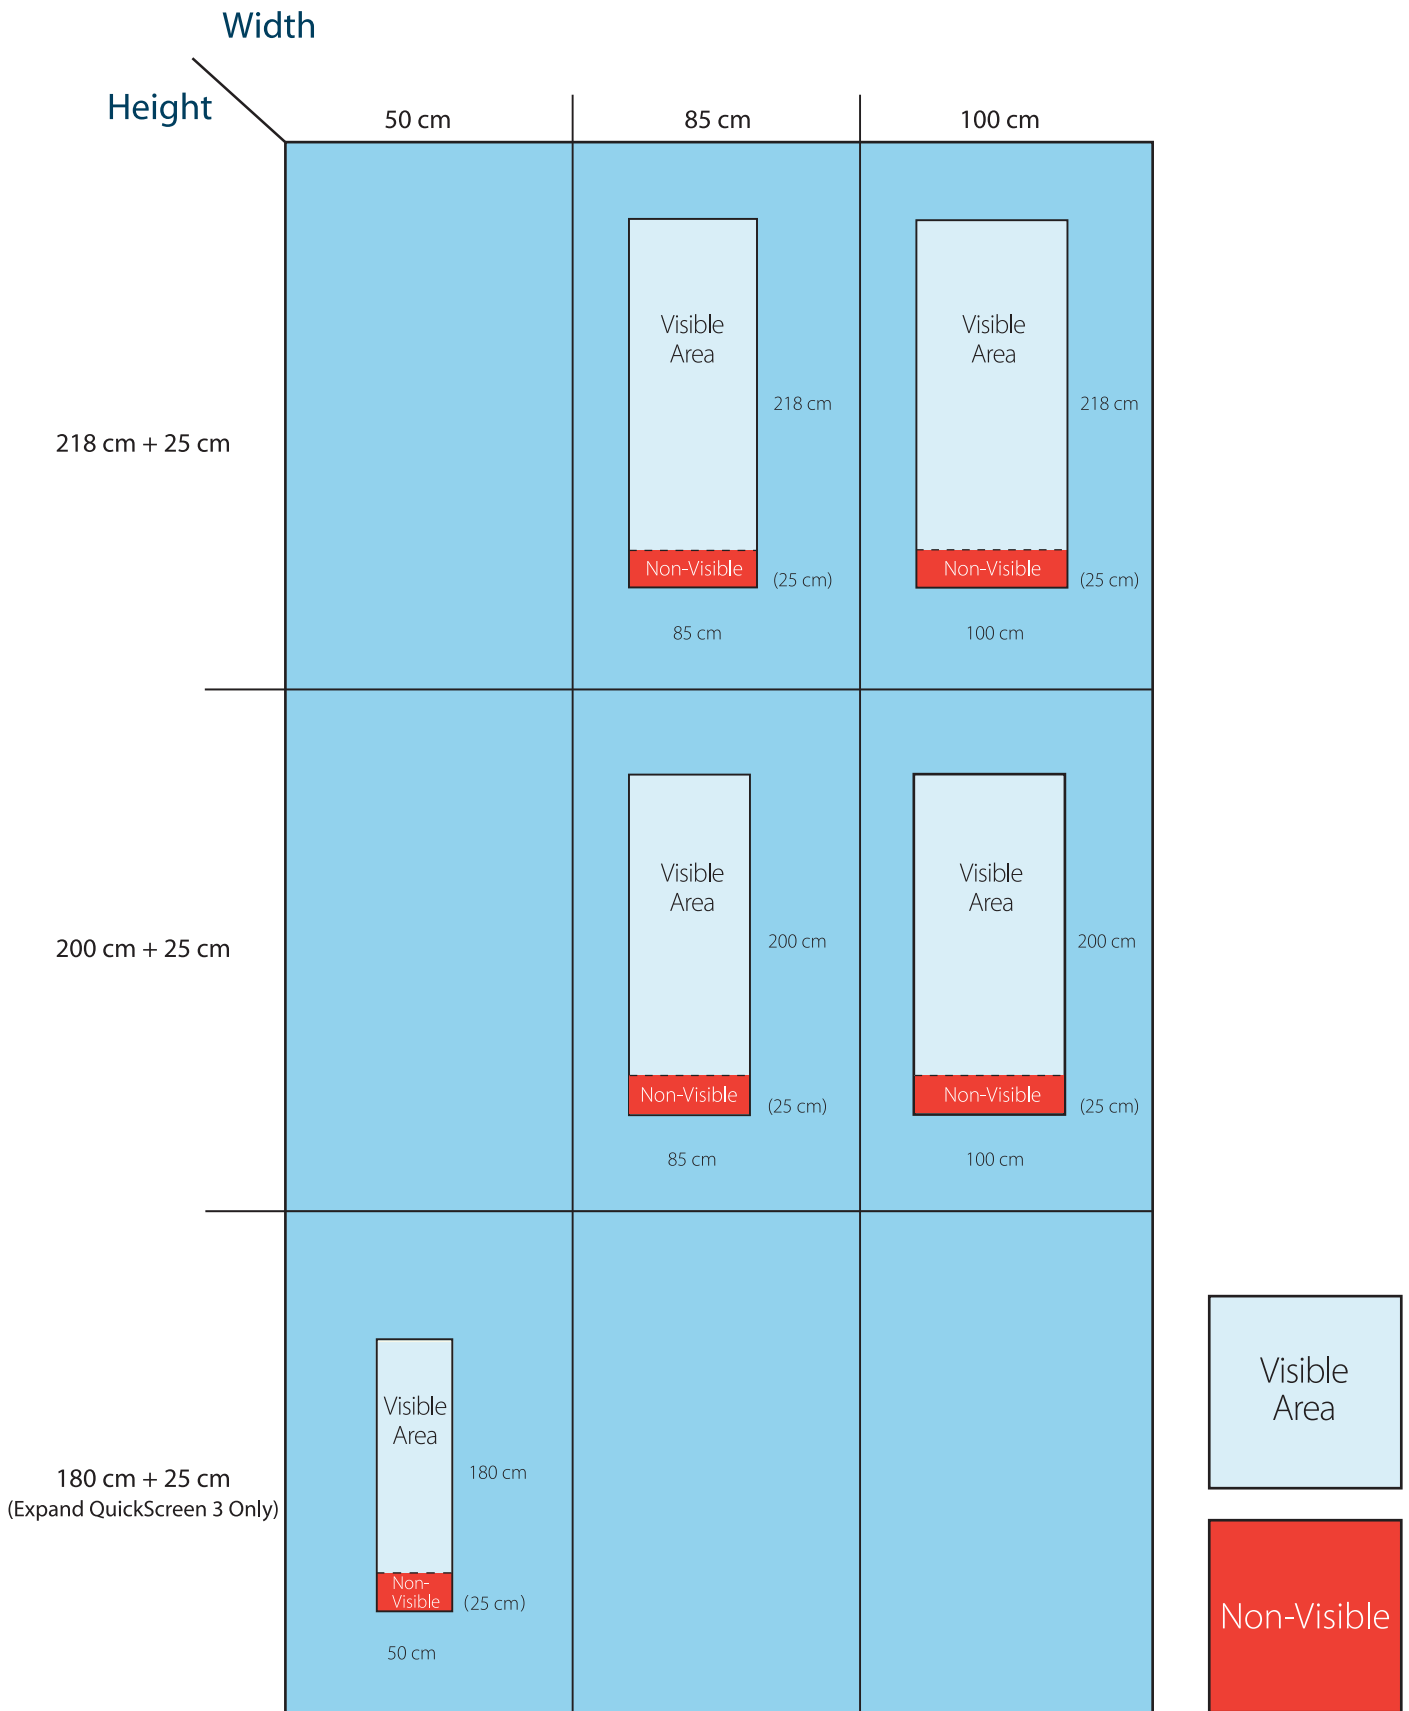 Width
Height
50 cm
85 cm
100 cm
218 cm + 25 cm
Visible
Area
218 cm
Non-Visible
(25 cm)
85 cm
Visible
Area
218 cm
Non-Visible
(25 cm)
100 cm
200 cm + 25 cm
Visible
Area
200 cm
Non-Visible
(25 cm)
85 cm
Visible
Area
200 cm
Non-Visible
(25 cm)
100 cm
180 cm + 25 cm
(Expand QuickScreen 3 Only)
Visible
Area
180 cm
Non-
Visible
(25 cm)
50 cm
Visible
Area
Non-Visible